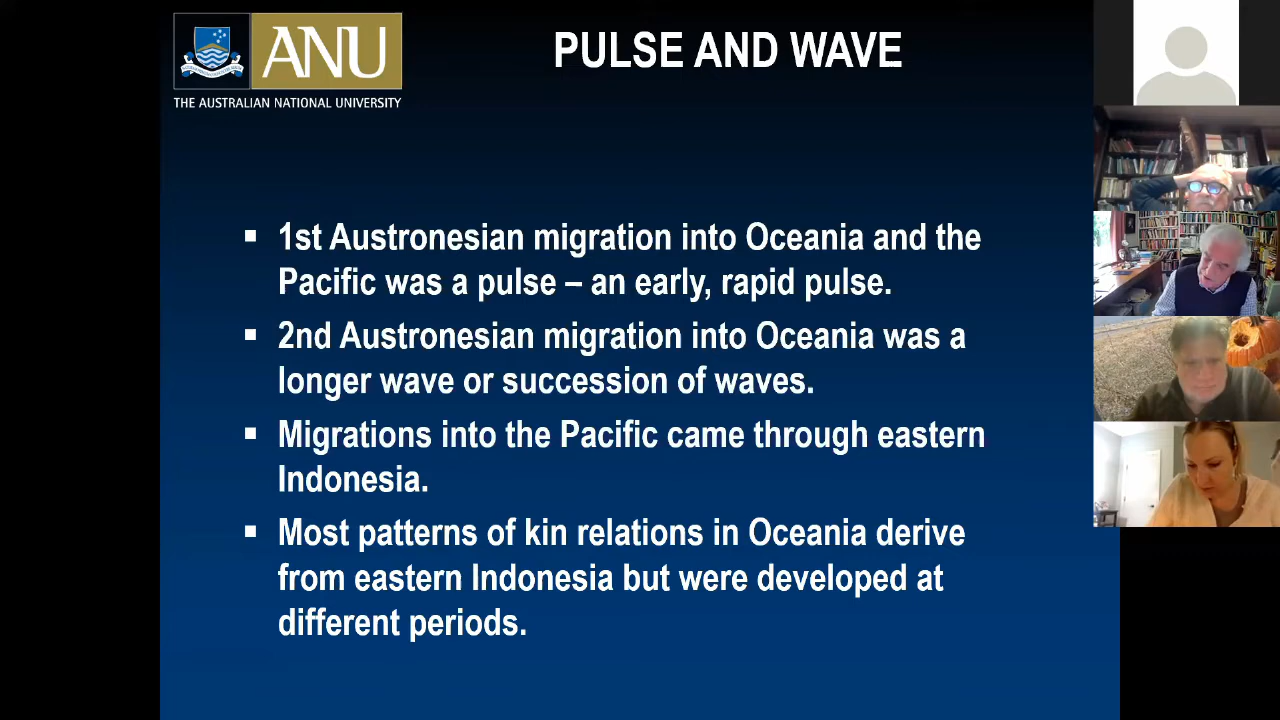 ANU
THE AUSTRALIAN NATIONAL UNIVERSITY
PULSE AND WAVE
▪ 1st Austronesian migration into Oceania and the
Pacific was a pulse – an early, rapid pulse.
▪ 2nd Austronesian migration into Oceania was a
longer wave or succession of waves.
▪ Migrations into the Pacific came through eastern
Indonesia.
▪ Most patterns of kin relations in Oceania derive
from eastern Indonesia but were developed at
different periods.